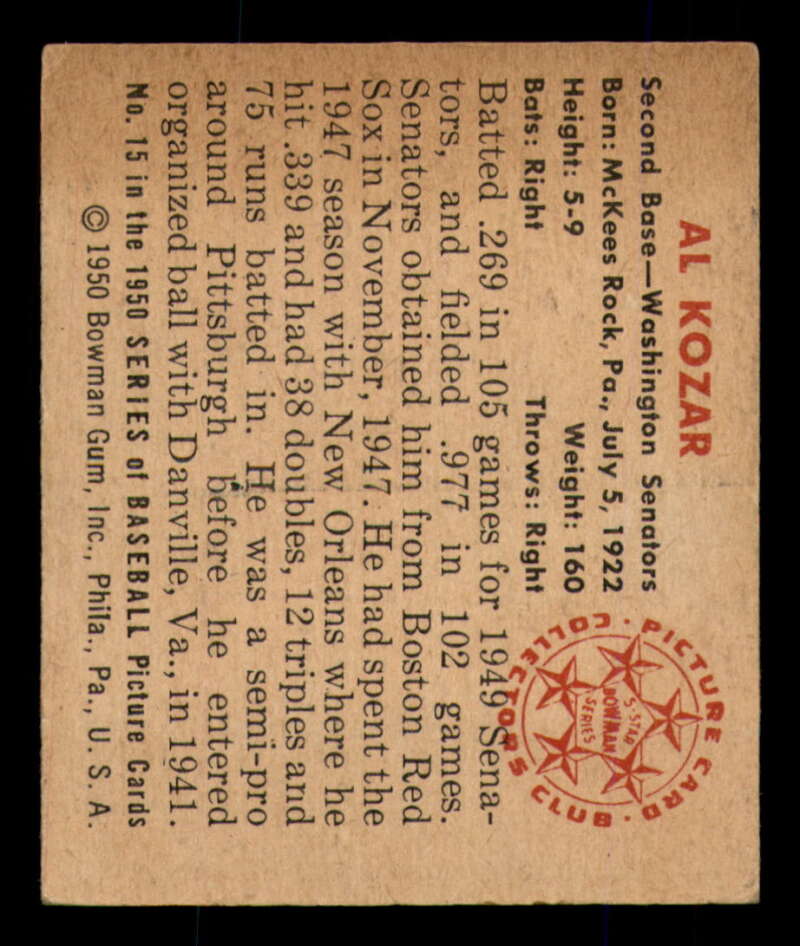 AL KOZAR
Second Base—Washington Senators
Born: McKees Rock, Pa., July 5, 1922
Height: 5-9 Weight: 160
Bats: Right Throws: Right
Batted .269 in 105 games for 1949 Sena-
tors, and fielded .977 in 102 games.
Senators obtained him from Boston Red
Sox in November, 1947. He had spent the
1947 season with New Orleans where he
hit .339 and had 38 doubles, 12 triples and
75 runs batted in. He was a semi-pro
around Pittsburgh before he entered
organized ball with Danville, Va., in 1941.
No. 15 in the 1950 SERIES of BASEBALL Picture Cards
© 1950 Bowman Gum, Inc., Phila., Pa., U. S. A.
PICTURE CARD COLLECTORS CLUB
5-STAR
BOWMAN
SERIES